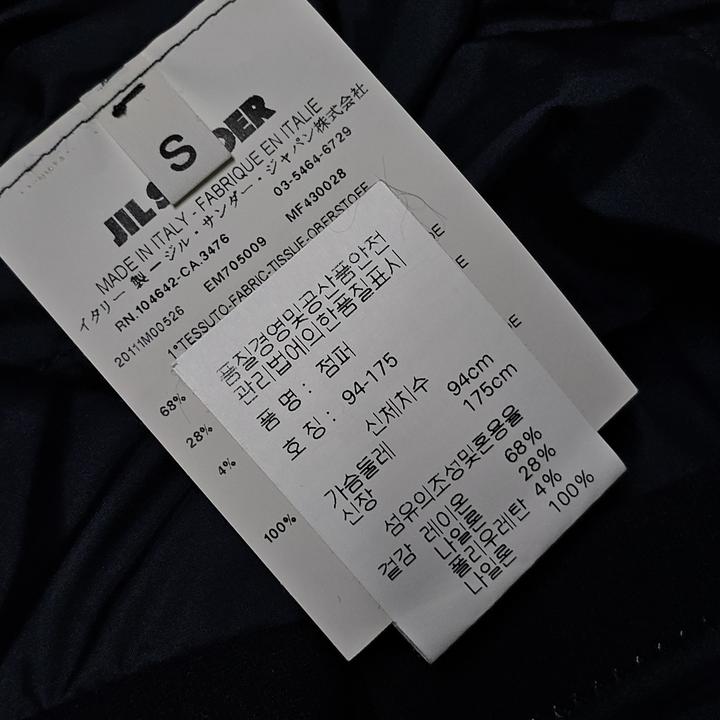 S
JIL S DER
MADE IN ITALY - FABRIQUE EN ITALIE
イタリー 製 ージル・サンダー・ジャパン株式会社
RN.104642-CA.3476 03-5464-6729
20111M00526 EM705009 MF430028
1°TESSUTO-FABRIC-TISSUE-OBERSTOFF
68%
28%
4%
100%
E
E
IE
품질경영및공산품안전
관리법에의한품질표시
품 명 : 점퍼
호 칭 : 94-175
신체치수
가슴둘레 94cm
신장 175cm
섬유의조성및혼용율
겉감 레이온 68%
나일론 28%
폴리우레탄 4%
나일론 100%